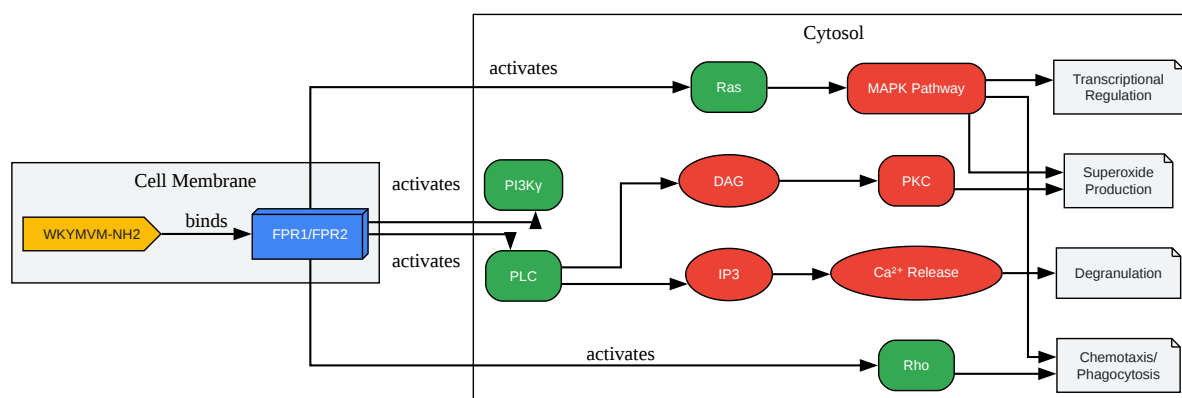 Cytosol
activates
Ras
MAPK Pathway
Transcriptional
Regulation
Cell Membrane
activates
PI3Kγ
DAG
PKC
Superoxide
Production
WKYMVM-NH2
binds
FPR1/FPR2
activates
PLC
IP3
Ca²⁺ Release
Degranulation
activates
Rho
Chemotaxis/
Phagocytosis